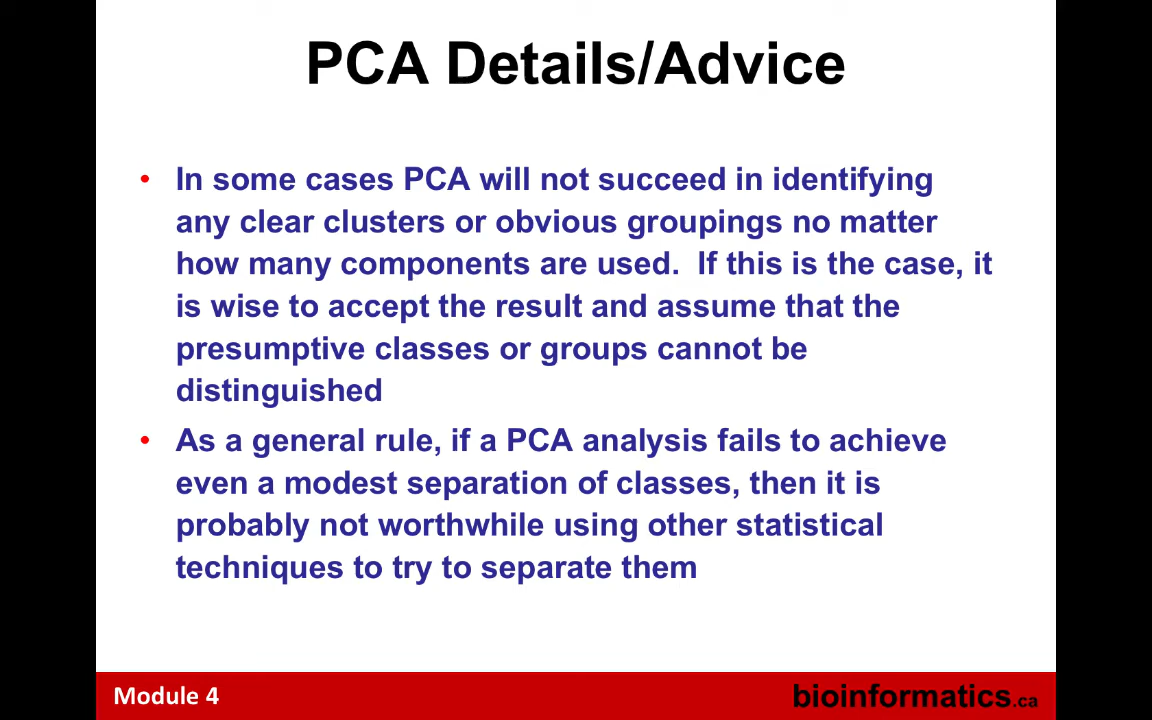 PCA Details/Advice
• In some cases PCA will not succeed in identifying
any clear clusters or obvious groupings no matter
how many components are used.  If this is the case, it
is wise to accept the result and assume that the
presumptive classes or groups cannot be
distinguished
• As a general rule, if a PCA analysis fails to achieve
even a modest separation of classes, then it is
probably not worthwhile using other statistical
techniques to try to separate them
Module 4
bioinformatics.ca